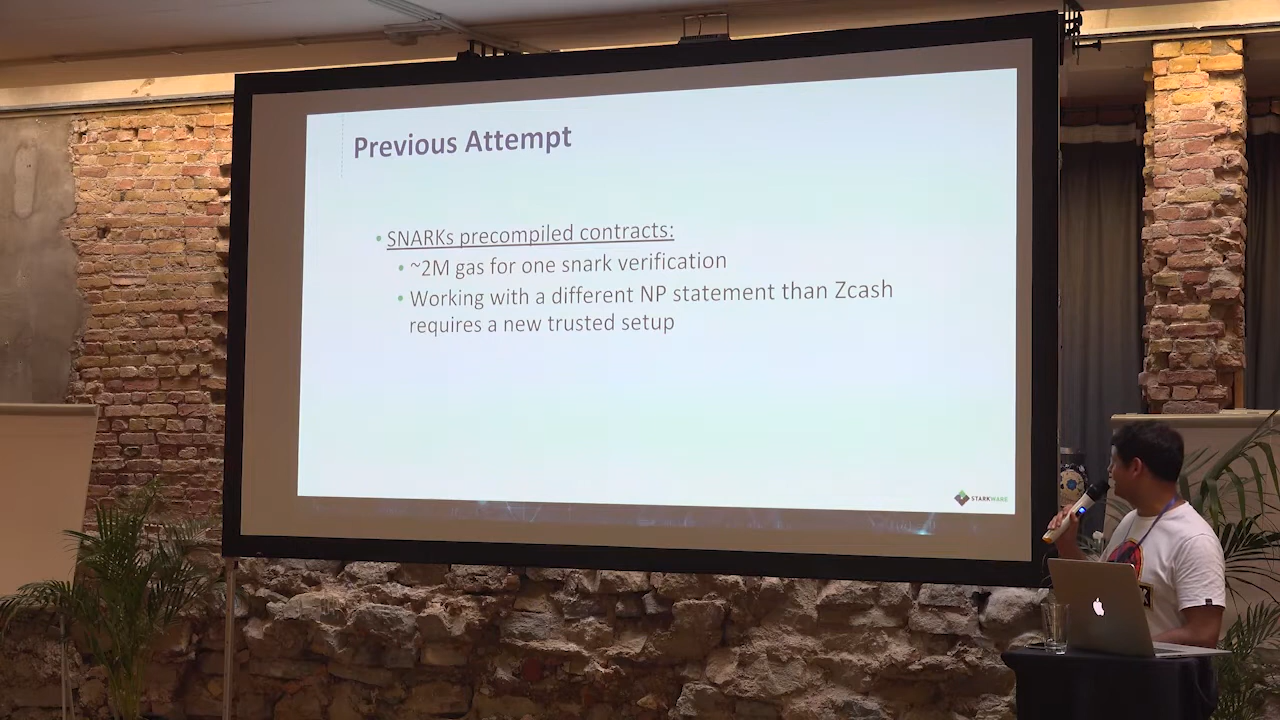 Previous Attempt
• SNARKs precompiled contracts:
• ~2M gas for one snark verification
• Working with a different NP statement than Zcash
requires a new trusted setup
STARKWARE